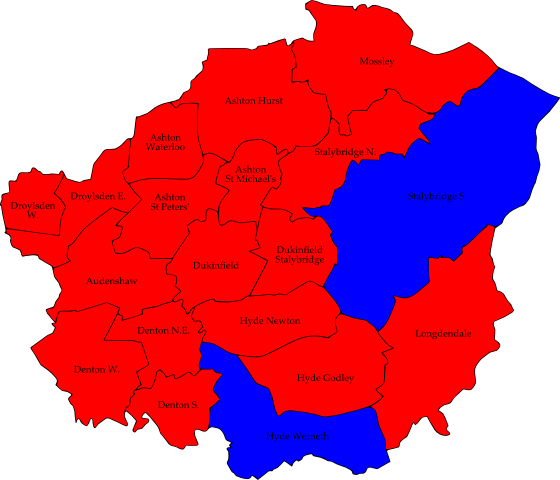 Mossley
Ashton Hurst
Ashton
Waterloo
Stalybridge N.
Ashton
St Michael's
Droylsden E.
Stalybridge S.
Droylsden
W.
Ashton
St Peters'
Dukinfield
Stalybridge
Dukinfield
Audenshaw
Hyde Newton
Denton N.E.
Longdendale
Denton W.
Hyde Godley
Denton S.
Hyde Werneth